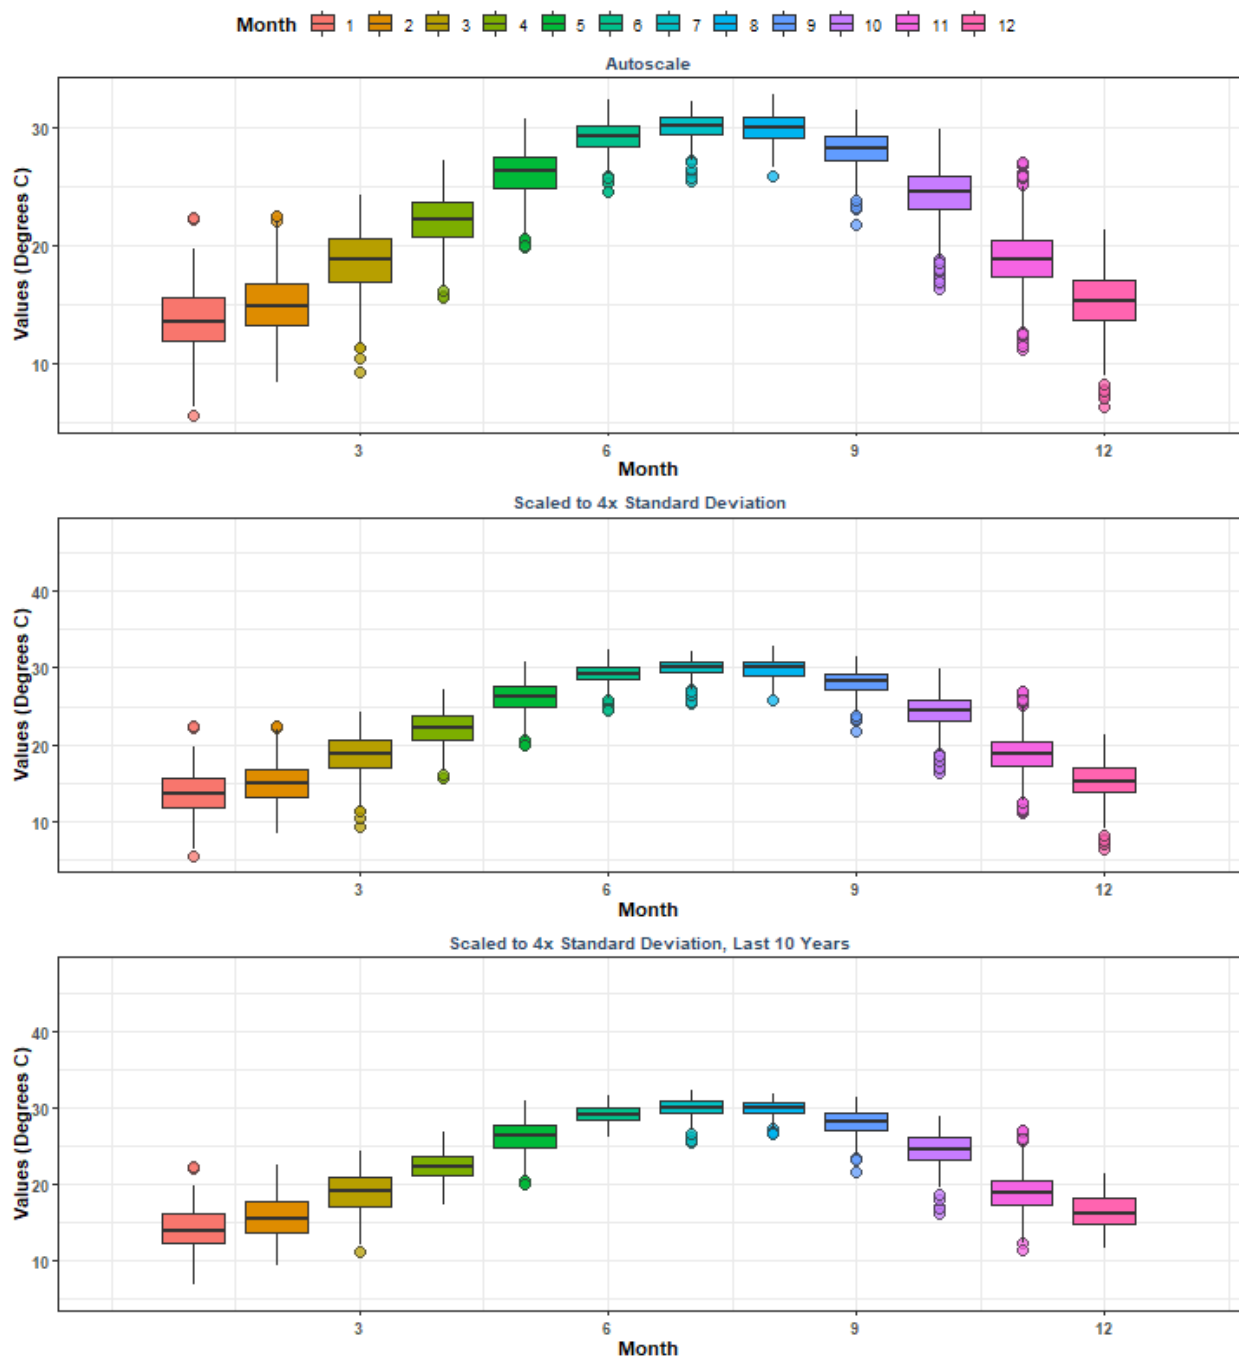 Month 1 2 3 4 5 6 7 8 9 10 11 12
Autoscale
Values (Degrees C)
30
20
10
3 6 9 12
Month
Scaled to 4x Standard Deviation
Values (Degrees C)
40
30
20
10
3 6 9 12
Month
Scaled to 4x Standard Deviation, Last 10 Years
Values (Degrees C)
40
30
20
10
3 6 9 12
Month